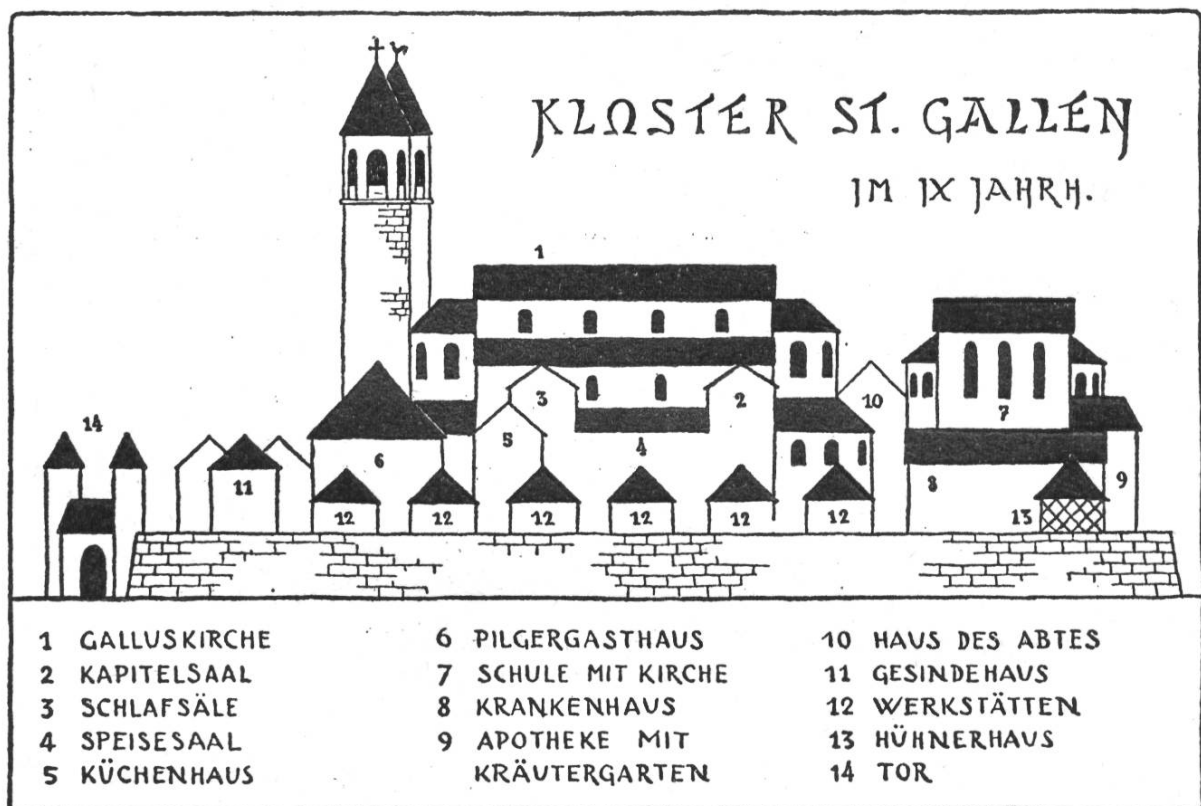 KLOSTER ST. GALLEN
IM IX JAHRH.
1
3
2
10
7
14
5
4
6
11
8
9
12
12
12
12
12
12
13
1 GALLUSKIRCHE
2 KAPITELSAAL
3 SCHLAFSÄLE
4 SPEISESAAL
5 KÜCHENHAUS
6 PILGERGASTHAUS
7 SCHULE MIT KIRCHE
8 KRANKENHAUS
9 APOTHEKE MIT
KRÄUTERGARTEN
10 HAUS DES ABTES
11 GESINDEHAUS
12 WERKSTÄTTEN
13 HÜHNERHAUS
14 TOR